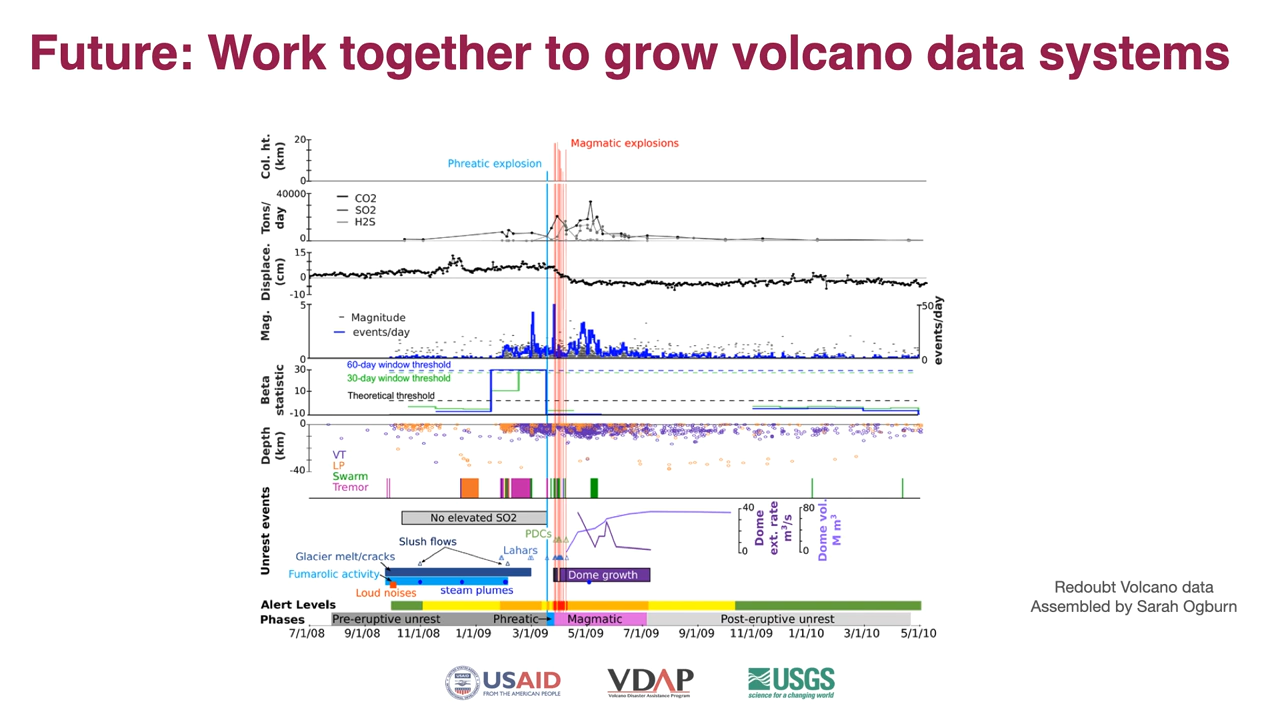 Future: Work together to grow volcano data systems
Col. ht.
(km)
20
0
Phreatic explosion
Magmatic explosions
Tons/
day
40000
0
CO2
SO2
H2S
Displace.
(cm)
15
0
-10
Mag.
5
0
Magnitude
events/day
50
0
events/day
60-day window threshold
30-day window threshold
Theoretical threshold
Beta
statistic
30
10
-10
Depth
(km)
0
-40
VT
LP
Swarm
Tremor
Unrest events
No elevated SO2
PDCs
Slush flows
Lahars
Glacier melt/cracks
Fumarolic activity
Loud noises
steam plumes
Dome growth
40
0
Dome
ext. rate
m³/s
80
0
Dome vol.
M m³
Alert Levels
Phases
Pre-eruptive unrest
Phreatic
Magmatic
Post-eruptive unrest
7/1/08 9/1/08 11/1/08 1/1/09 3/1/09 5/1/09 7/1/09 9/1/09 11/1/09 1/1/10 3/1/10 5/1/10
Redoubt Volcano data
Assembled by Sarah Ogburn
USAID
FROM THE AMERICAN PEOPLE
VDAP
Volcano Disaster Assistance Program
USGS
science for a changing world